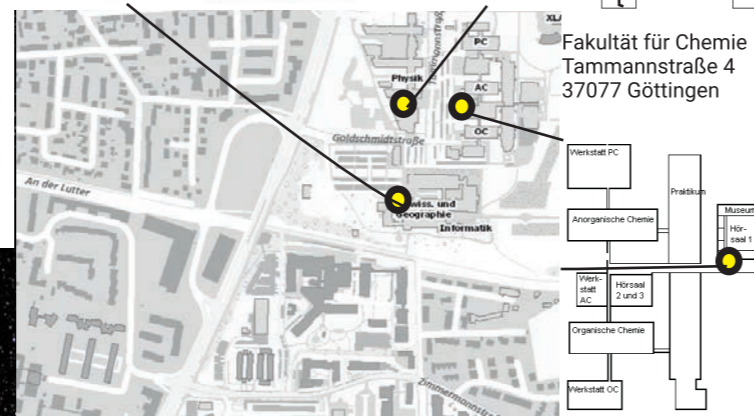 XL
PC
Fakultät für Chemie
Tammannstraße 4
37077 Göttingen
Physik
AC
OC
Goldschmidtstraße
Werkstatt PC
Praktikum
An der Lutter
wiss. und
Geographie
Informatik
Anorganische Chemie
Museum
Hör-
saal 1
Werk-
statt
AC
Hörsaal
2 und 3
Organische Chemie
Werkstatt OC